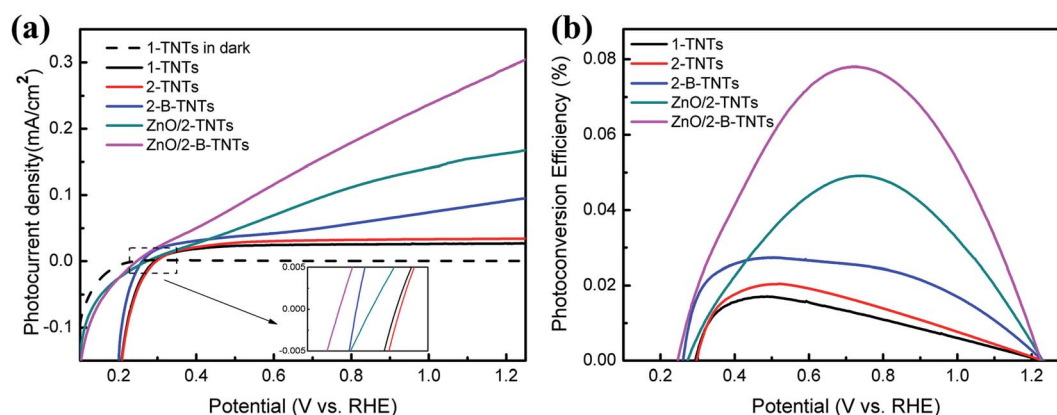 (a)
1-TNTs in dark
1-TNTs
2-TNTs
2-B-TNTs
ZnO/2-TNTs
ZnO/2-B-TNTs
Photocurrent density(mA/cm²)
0.3
0.2
0.1
0.0
-0.1
0.005
0.000
-0.005
0.2 0.4 0.6 0.8 1.0 1.2
Potential (V vs. RHE)
(b)
1-TNTs
2-TNTs
2-B-TNTs
ZnO/2-TNTs
ZnO/2-B-TNTs
Photoconversion Efficiency (%)
0.08
0.06
0.04
0.02
0.00
0.2 0.4 0.6 0.8 1.0 1.2
Potential (V vs. RHE)